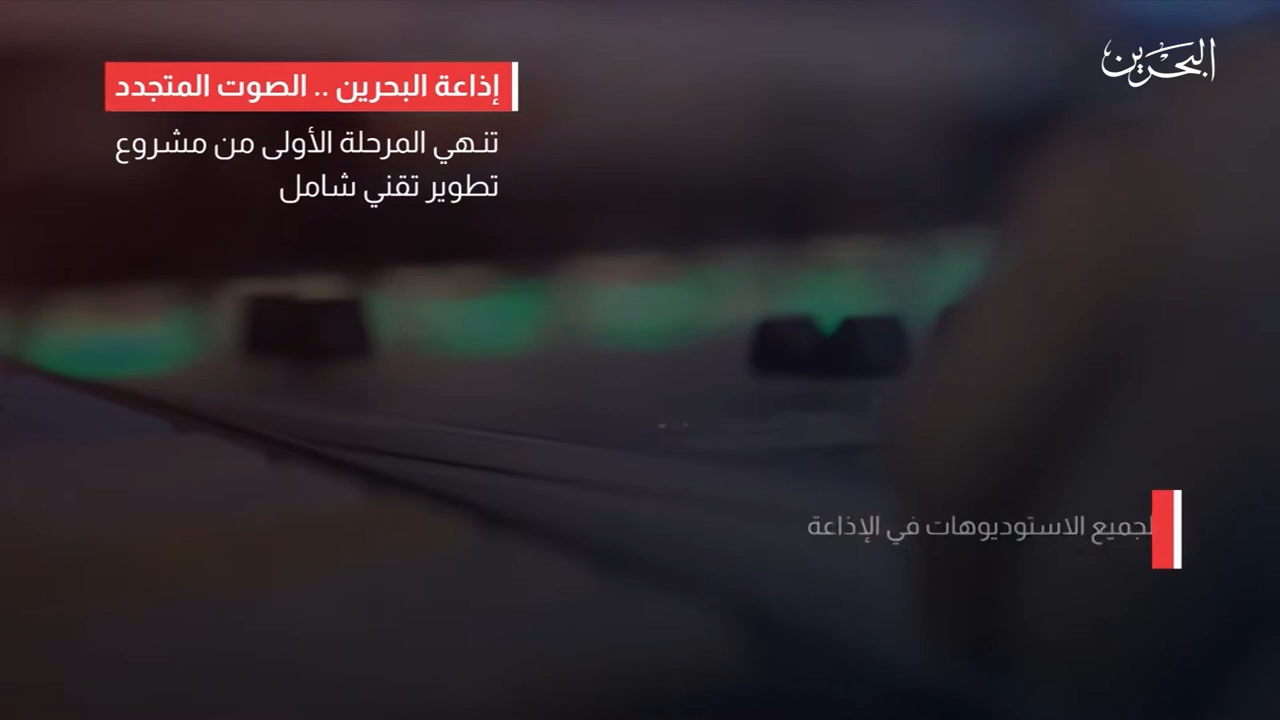 البحرين
إذاعة البحرين .. الصوت المتجدد
تنهي المرحلة الأولى من مشروع
تطوير تقني شامل
لجميع الاستوديوهات في الإذاعة